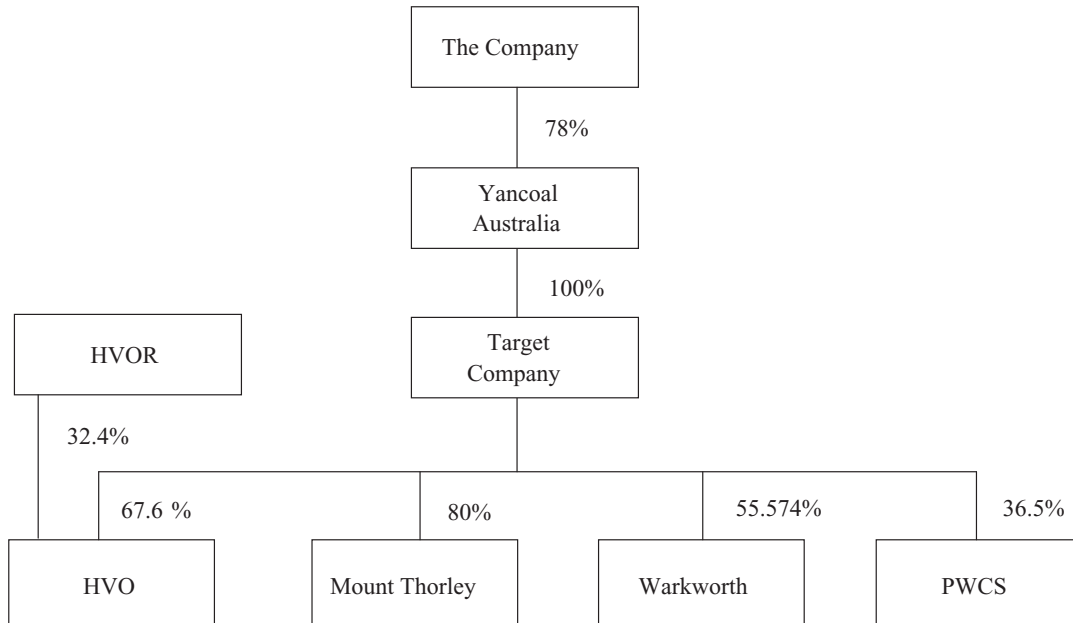 The Company
78%
Yancoal
Australia
100%
HVOR
Target
Company
32.4%
67.6 %
80%
55.574%
36.5%
HVO
Mount Thorley
Warkworth
PWCS